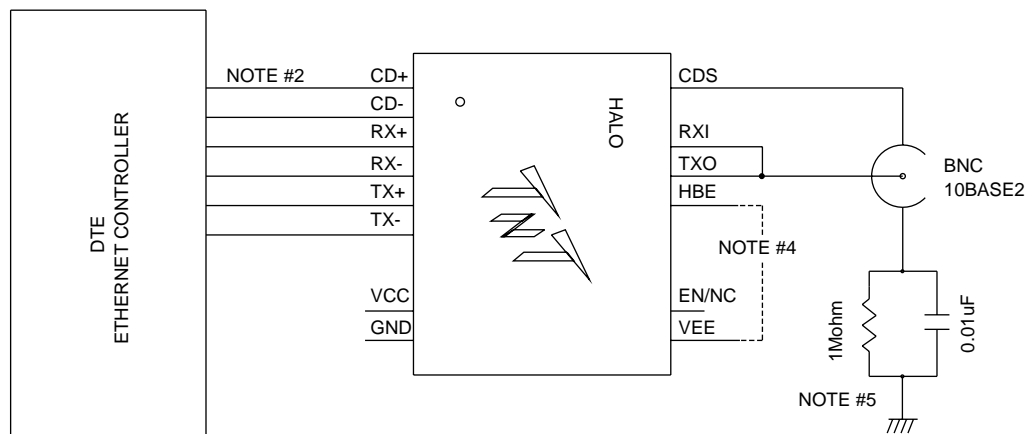 DTE
ETHERNET CONTROLLER
NOTE #2
CD+
CD-
RX+
RX-
TX+
TX-
VCC
GND
HALO
CDS
RXI
TXO
HBE
NOTE #4
EN/NC
VEE
BNC
10BASE2
1Mohm
0.01uF
NOTE #5